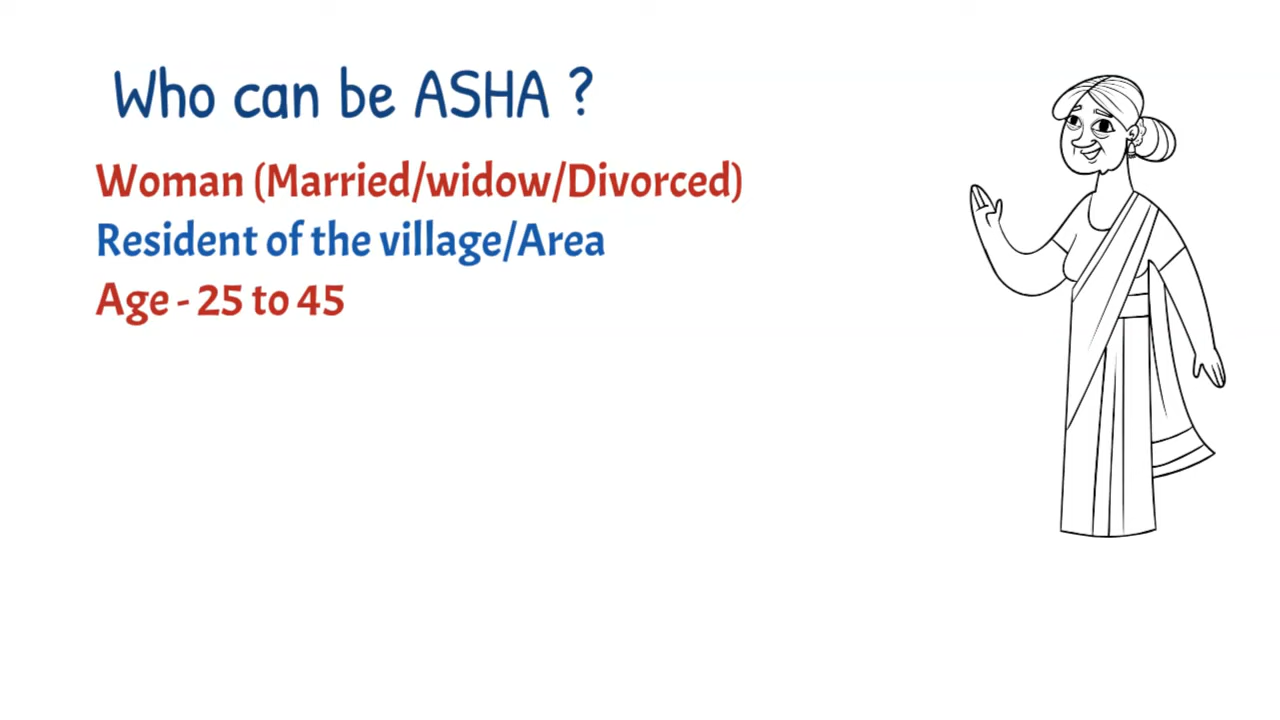 Who can be ASHA ?
Woman (Married/widow/Divorced)
Resident of the village/Area
Age - 25 to 45